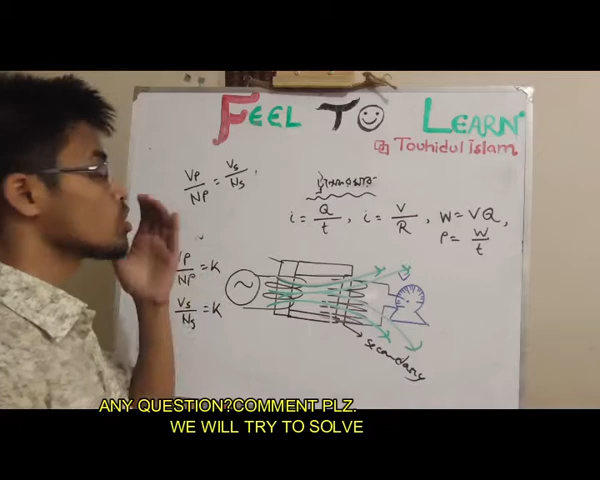 FEEL TO LEARN
Touhidul Islam
VP/NP = Vs/Ns
i = Q/t, i = V/R, W = VQ,
P = W/t
VP/NP = K
Vs/Ns = K
secondary
ANY QUESTION?COMMENT PLZ.
WE WILL TRY TO SOLVE